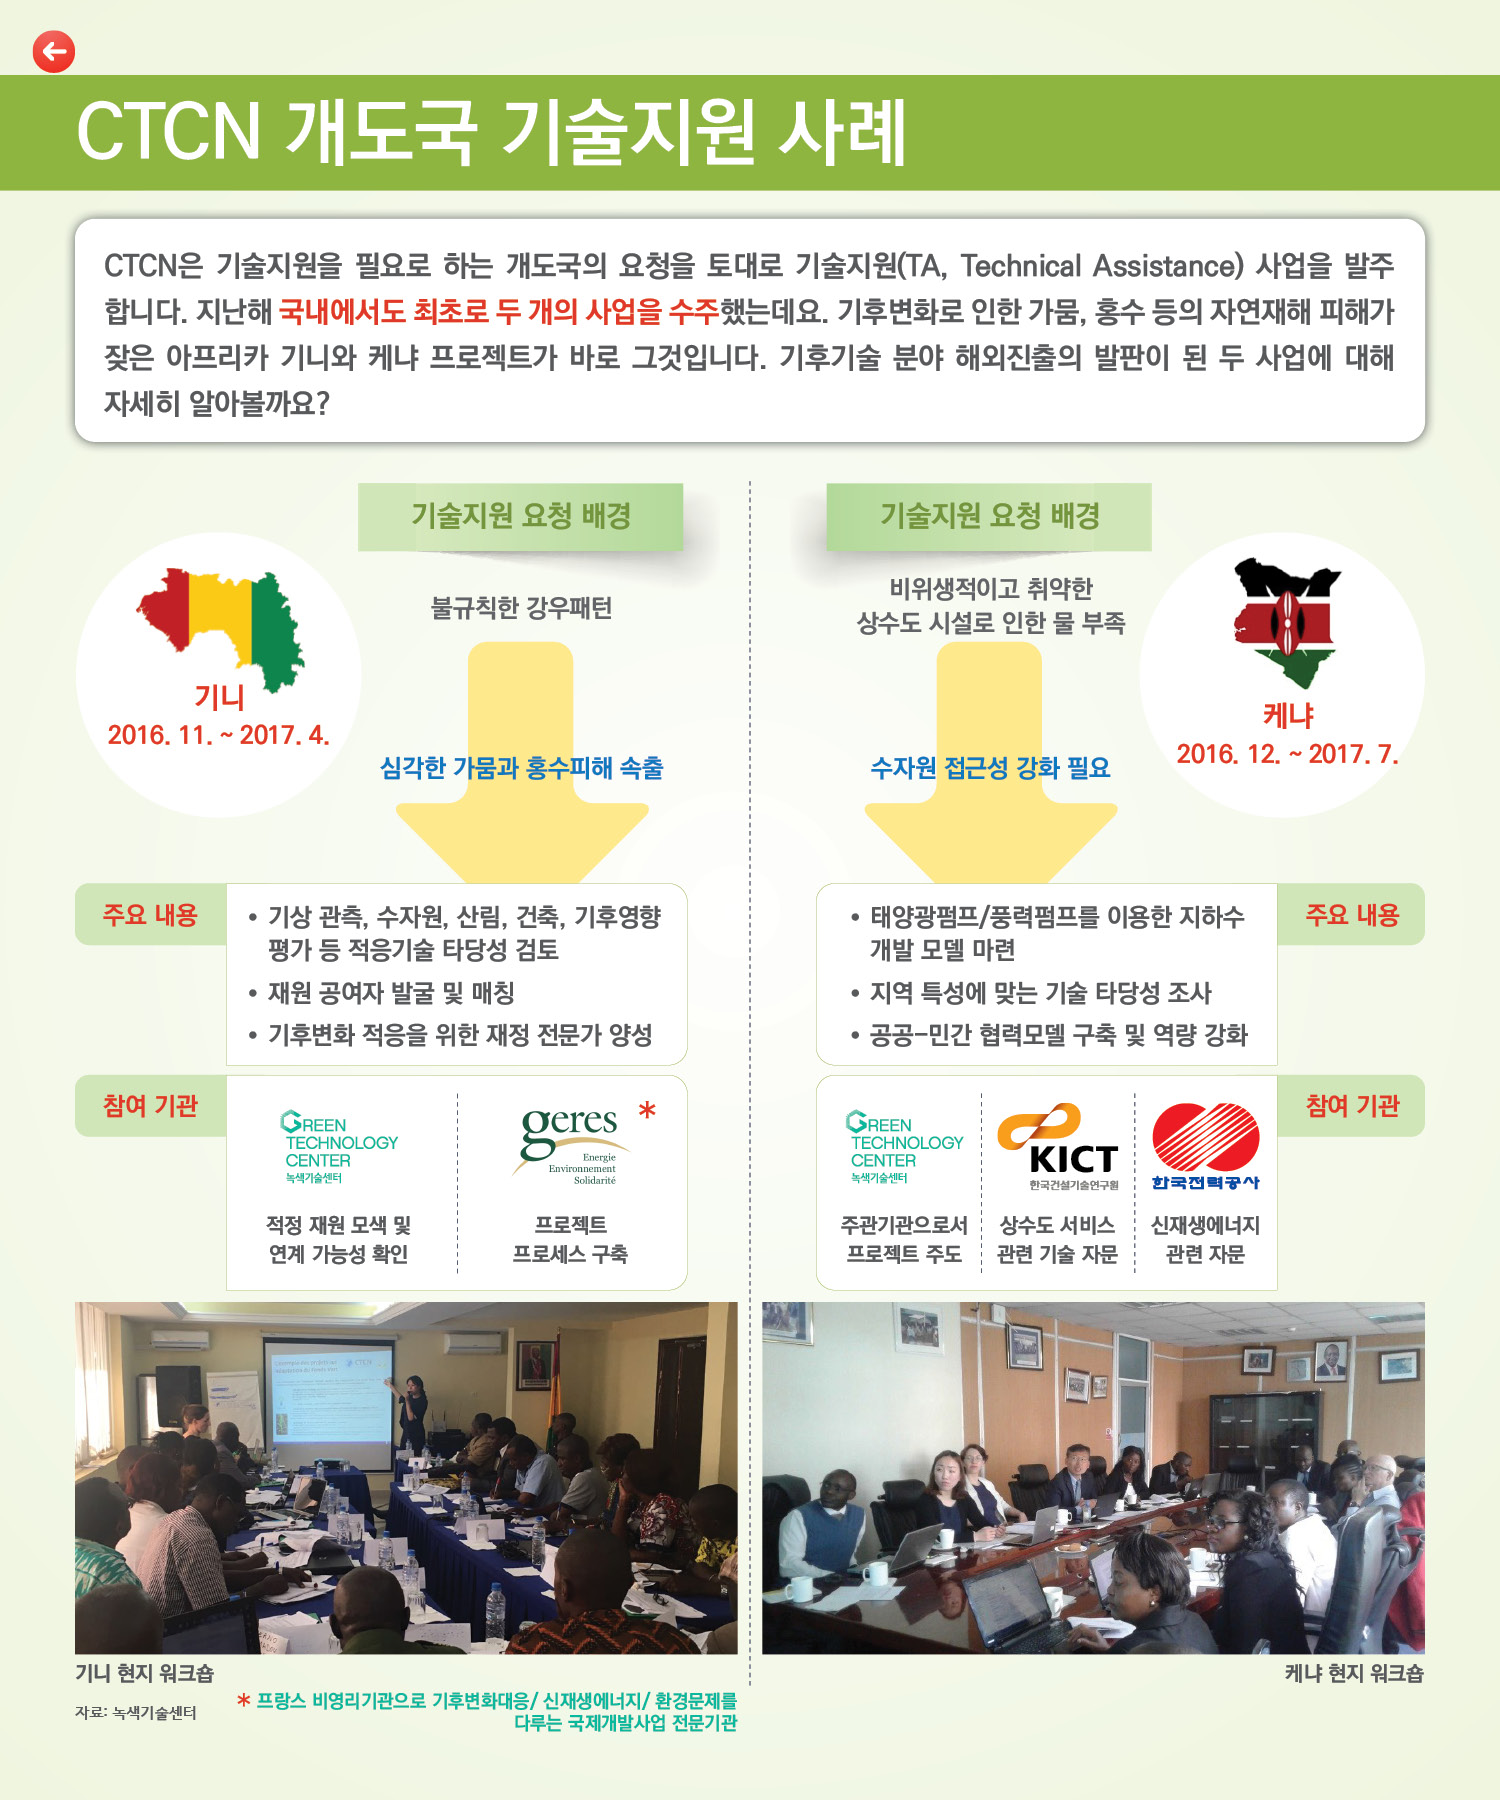 CTCN 개도국 기술지원 사례
CTCN은 기술지원을 필요로 하는 개도국의 요청을 토대로 기술지원(TA, Technical Assistance) 사업을 발주
합니다. 지난해 국내에서도 최초로 두 개의 사업을 수주했는데요. 기후변화로 인한 가뭄, 홍수 등의 자연재해 피해가
잦은 아프리카 기니와 케냐 프로젝트가 바로 그것입니다. 기후기술 분야 해외진출의 발판이 된 두 사업에 대해
자세히 알아볼까요?
기술지원 요청 배경
불규칙한 강우패턴
기니
2016. 11. ~ 2017. 4.
심각한 가뭄과 홍수피해 속출
주요 내용
• 기상 관측, 수자원, 산림, 건축, 기후영향
평가 등 적응기술 타당성 검토
• 재원 공여자 발굴 및 매칭
• 기후변화 적응을 위한 재정 전문가 양성
참여 기관
GREEN
TECHNOLOGY
CENTER
녹색기술센터
적정 재원 모색 및
연계 가능성 확인
geres *
Energie
Environnement
Solidarité
프로젝트
프로세스 구축
CTCN
기니 현지 워크숍
자료: 녹색기술센터
* 프랑스 비영리기관으로 기후변화대응/ 신재생에너지/ 환경문제를
다루는 국제개발사업 전문기관
기술지원 요청 배경
비위생적이고 취약한
상수도 시설로 인한 물 부족
케냐
2016. 12. ~ 2017. 7.
수자원 접근성 강화 필요
주요 내용
• 태양광펌프/풍력펌프를 이용한 지하수
개발 모델 마련
• 지역 특성에 맞는 기술 타당성 조사
• 공공-민간 협력모델 구축 및 역량 강화
참여 기관
GREEN
TECHNOLOGY
CENTER
녹색기술센터
주관기관으로서
프로젝트 주도
KICT
한국건설기술연구원
상수도 서비스
관련 기술 자문
한국전력공사
신재생에너지
관련 자문
케냐 현지 워크숍